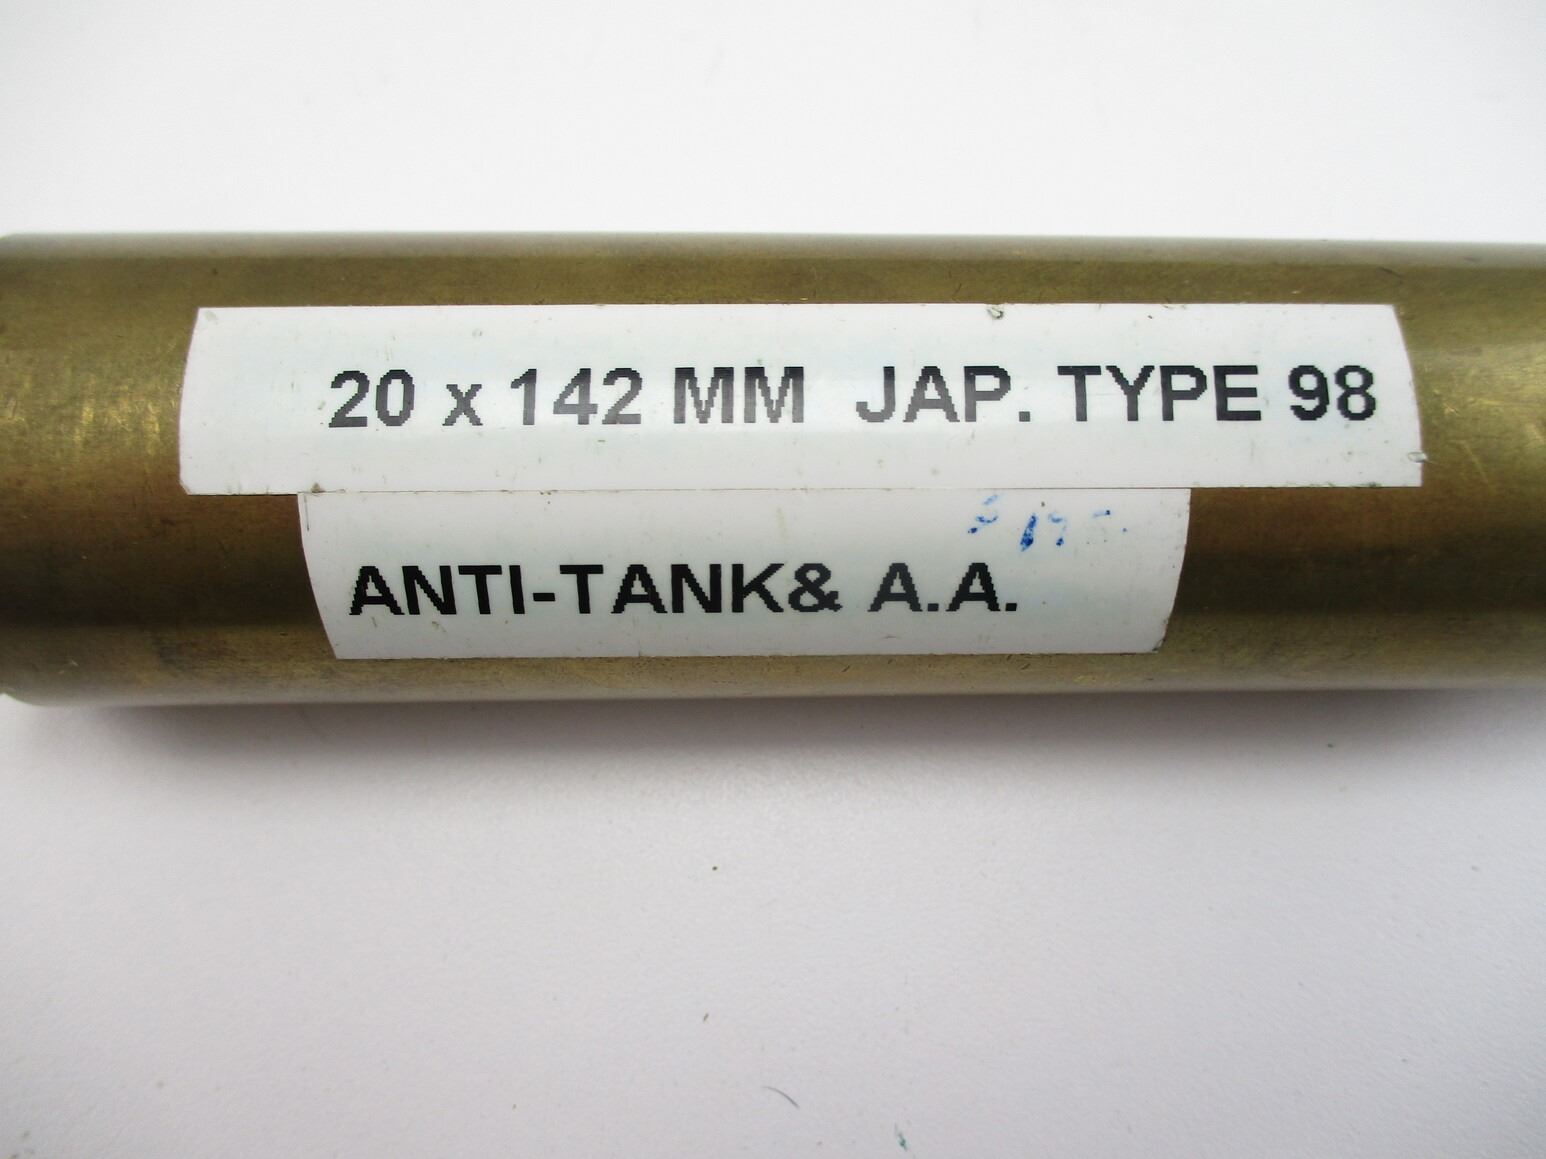 20 x 142 MM JAP. TYPE 98
ANTI-TANK& A.A.